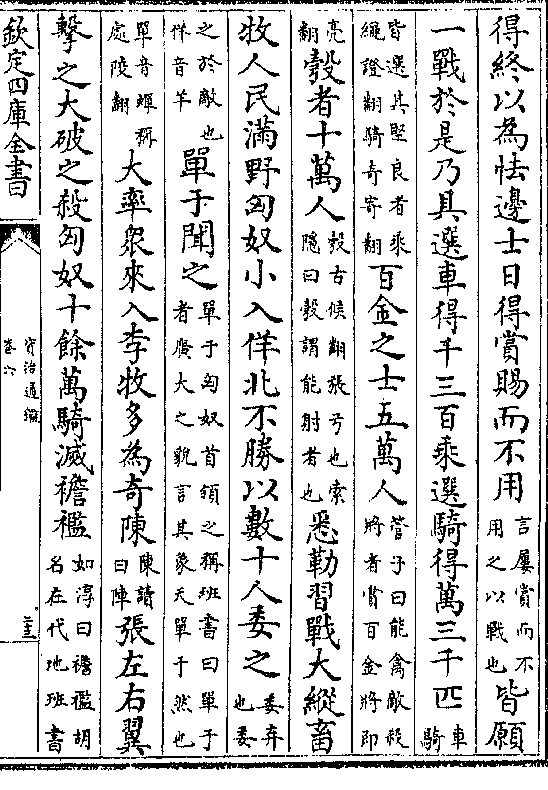 得終以為怯邊士日得賞賜而不用言屢賞而不用之以戰也皆願
一戰於是乃具選車得千三百乘選騎得萬三千匹車騎
皆選其堅良者乘繩證翻騎奇寄翻百金之士五萬人管子曰能禽敵殺將者賞百金將即
亮翻彀者十萬人彀古候翻張弓也索隱曰彀謂能射者也悉勒習戰大縱畜
牧人民滿野匈奴小入佯北不勝以數十人委之委弃也委
之於敵也佯音羊單于聞之單于匈奴首領之稱班書曰單于者廣大之貌言其象天單于然也
單音蟬稱處陵翻大率衆來入李牧多為奇陳陳讀曰陣張左右翼
擊之大破之殺匈奴十餘萬騎滅襜襤如淳曰襜襤胡名在代地班書
欽定四庫全書
資治通鑑
卷六